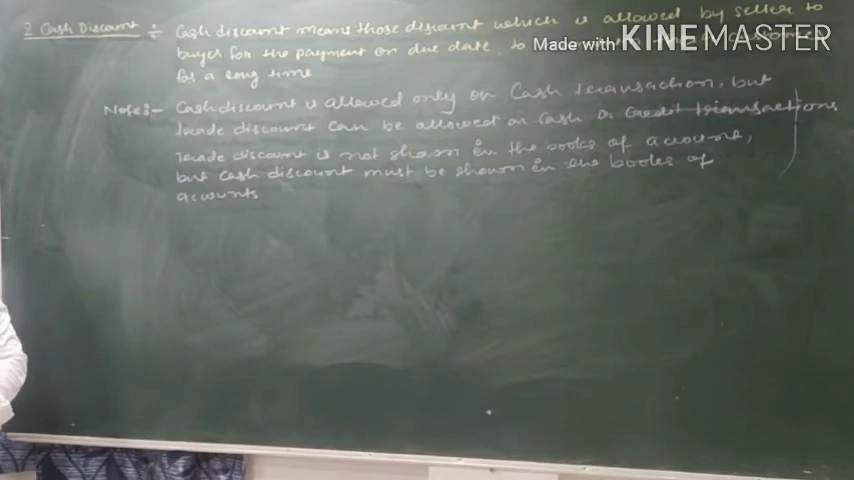 2 Cash Discount ÷ Cash discount means those discount which is allowed by seller to
buyer for the payment on due date, to
Made with KINEMASTER
for a long time
Note:- Cash discount is allowed only on Cash transaction. but
trade discount can be allowed on cash or credit transactions
Trade discount is not shown in the books of account,
but cash discount must be shown in the books of
accounts